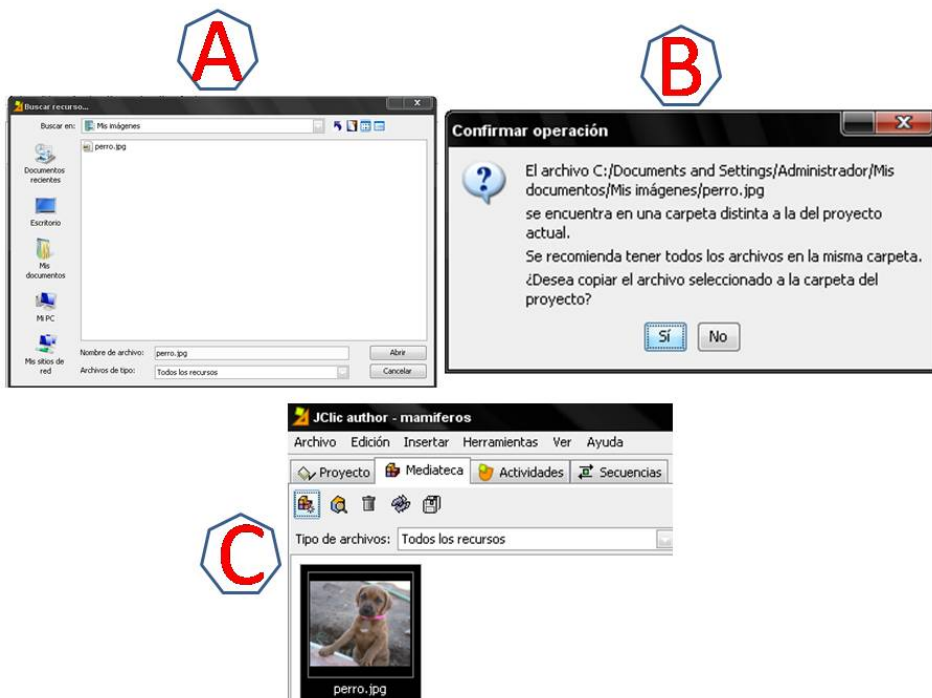 A
B
Buscar recurso...
Buscar en: Mis imágenes
perro.jpg
Documentos
recientes
Escritorio
Mis
documentos
Mi PC
Mis sitios de
red
Nombre de archivo: perro.jpg
Abrir
Archivos de tipo: Todos los recursos
Cancelar
Confirmar operación
El archivo C:/Documents and Settings/Administrador/Mis
documentos/Mis imágenes/perro.jpg
se encuentra en una carpeta distinta a la del proyecto
actual.
Se recomienda tener todos los archivos en la misma carpeta.
¿Desea copiar el archivo seleccionado a la carpeta del
proyecto?
Sí No
C
JClic author - mamíferos
Archivo Edición Insertar Herramientas Ver Ayuda
Proyecto Mediateca Actividades Secuencias
Tipo de archivos: Todos los recursos
perro.jpg